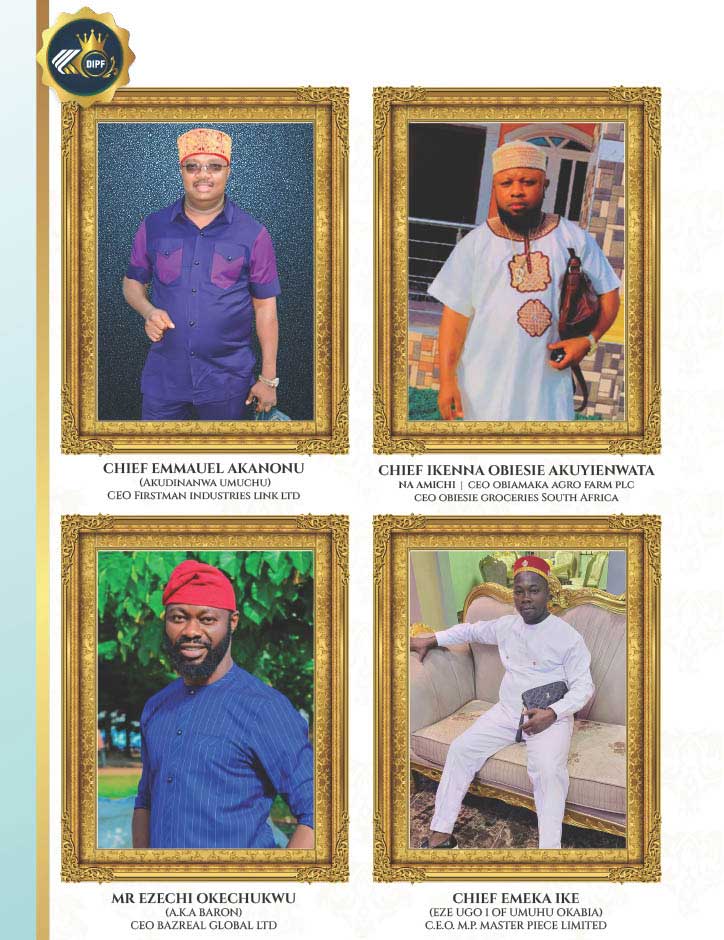 DIPF
CHIEF EMMAUEL AKANONU
(AKUDINANWA UMUCHU)
CEO FIRSTMAN INDUSTRIES LINK LTD
CHIEF IKENNA OBIESIE AKUYIENWATA
NA AMICHI | CEO OBIAMAKA AGRO FARM PLC
CEO OBIESIE GROCERIES SOUTH AFRICA
MR EZECHI OKECHUKWU
(A.K.A BARON)
CEO BAZREAL GLOBAL LTD
CHIEF EMEKA IKE
(EZE UGO 1 OF UMUHU OKABIA)
C.E.O. M.P. MASTER PIECE LIMITED